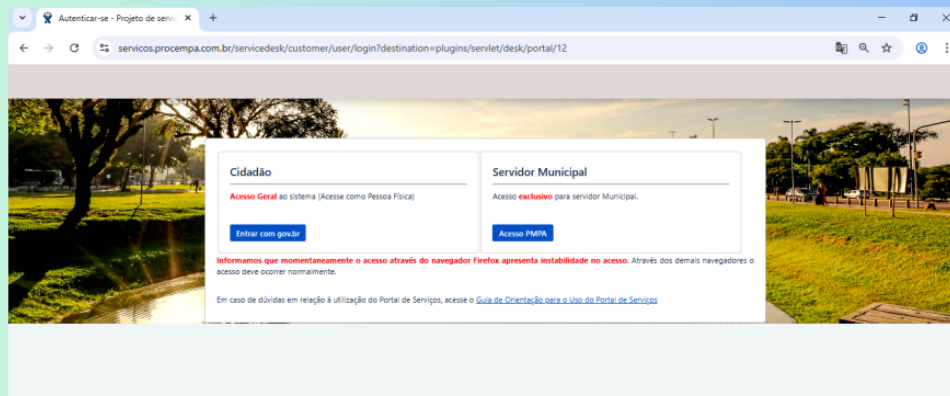 Autenticar-se - Projeto de servi
servicos.procempa.com.br/servicedesk/customer/user/login?destination=plugins/servlet/desk/portal/12
Cidadão
Acesso Geral ao sistema (Acesse como Pessoa Física)
Entrar com gov.br
Servidor Municipal
Acesso exclusivo para servidor Municipal.
Acesso PMPA
Informamos que momentaneamente o acesso através do navegador Firefox apresenta instabilidade no acesso. Através dos demais navegadores o
acesso deve ocorrer normalmente.
Em caso de dúvidas em relação à utilização do Portal de Serviços, acesse o Guia de Orientação para o Uso do Portal de Serviços